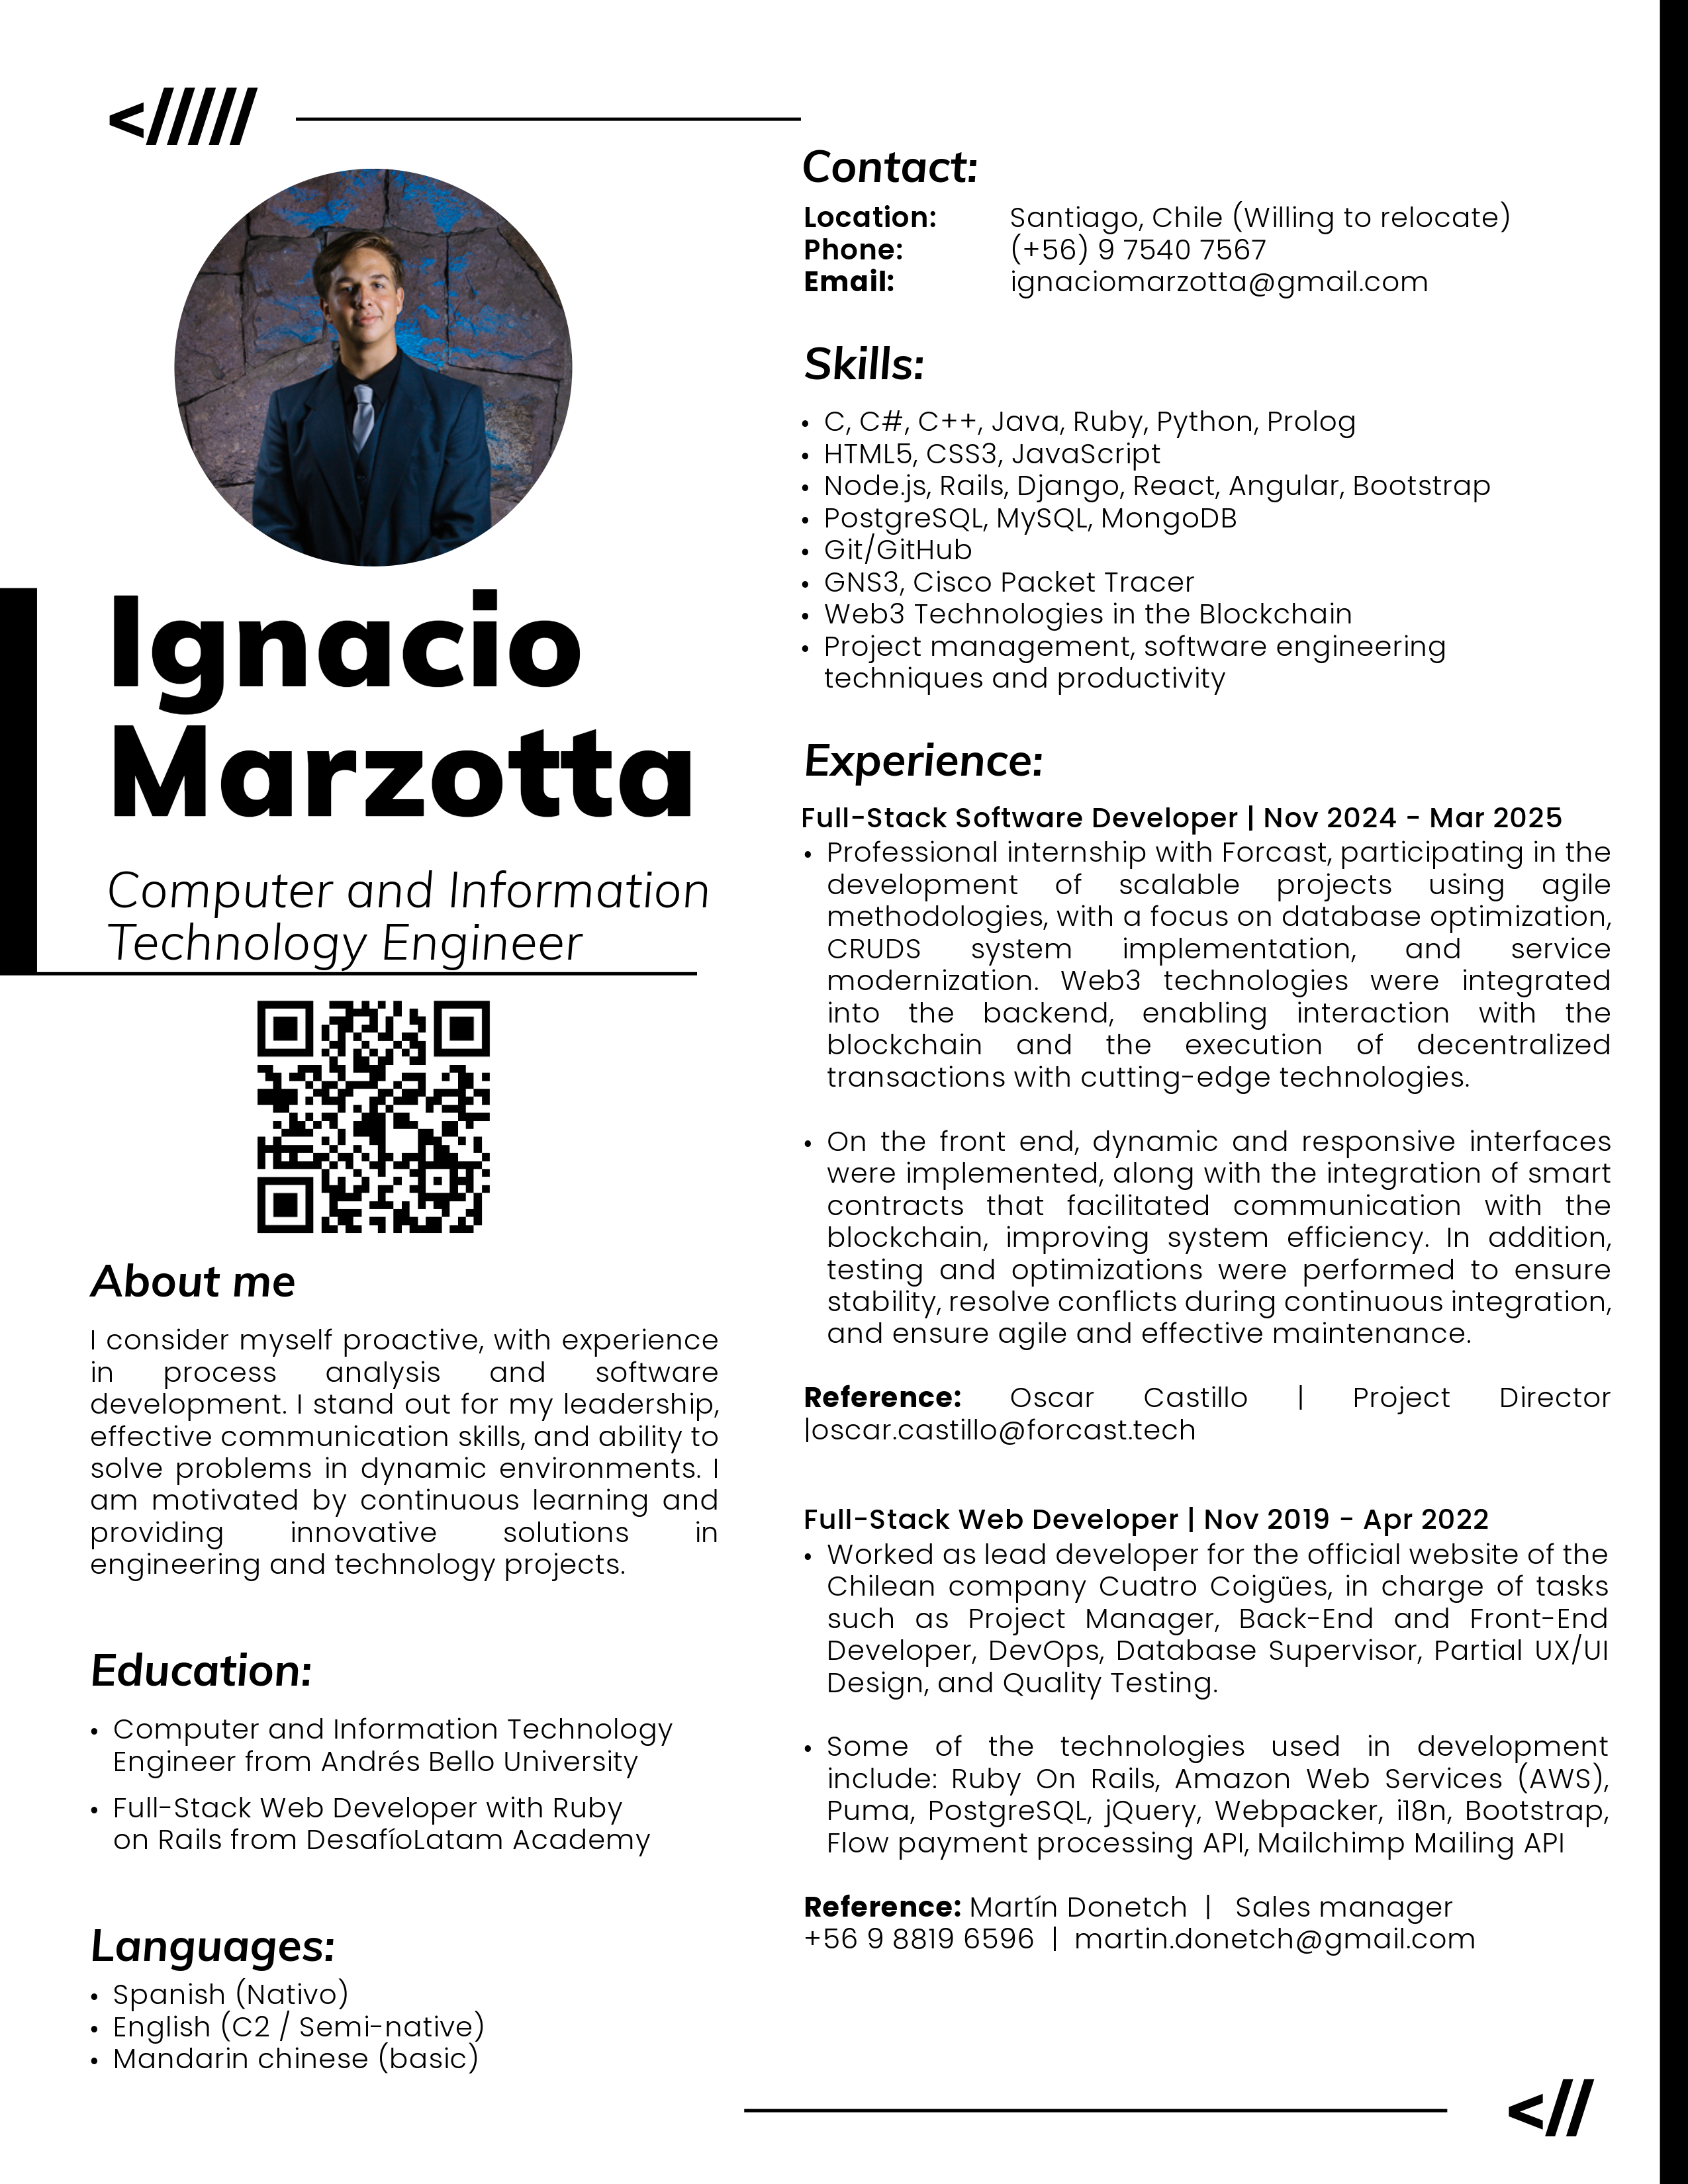 </////
Ignacio
Marzotta
Computer and Information
Technology Engineer
About me
I consider myself proactive, with experience
in process analysis and software
development. I stand out for my leadership,
effective communication skills, and ability to
solve problems in dynamic environments. I
am motivated by continuous learning and
providing innovative solutions in
engineering and technology projects.
Education:
• Computer and Information Technology
Engineer from Andrés Bello University
• Full-Stack Web Developer with Ruby
on Rails from DesafíoLatam Academy
Languages:
• Spanish (Nativo)
• English (C2 / Semi-native)
• Mandarin chinese (basic)
Contact:
Location: Santiago, Chile (Willing to relocate)
Phone: (+56) 9 7540 7567
Email: ignaciomarzotta@gmail.com
Skills:
• C, C#, C++, Java, Ruby, Python, Prolog
• HTML5, CSS3, JavaScript
• Node.js, Rails, Django, React, Angular, Bootstrap
• PostgreSQL, MySQL, MongoDB
• Git/GitHub
• GNS3, Cisco Packet Tracer
• Web3 Technologies in the Blockchain
• Project management, software engineering
techniques and productivity
Experience:
Full-Stack Software Developer | Nov 2024 - Mar 2025
• Professional internship with Forcast, participating in the
development of scalable projects using agile
methodologies, with a focus on database optimization,
CRUDS system implementation, and service
modernization. Web3 technologies were integrated
into the backend, enabling interaction with the
blockchain and the execution of decentralized
transactions with cutting-edge technologies.
• On the front end, dynamic and responsive interfaces
were implemented, along with the integration of smart
contracts that facilitated communication with the
blockchain, improving system efficiency. In addition,
testing and optimizations were performed to ensure
stability, resolve conflicts during continuous integration,
and ensure agile and effective maintenance.
Reference: Oscar Castillo | Project Director
|oscar.castillo@forcast.tech
Full-Stack Web Developer | Nov 2019 - Apr 2022
• Worked as lead developer for the official website of the
Chilean company Cuatro Coigües, in charge of tasks
such as Project Manager, Back-End and Front-End
Developer, DevOps, Database Supervisor, Partial UX/UI
Design, and Quality Testing.
• Some of the technologies used in development
include: Ruby On Rails, Amazon Web Services (AWS),
Puma, PostgreSQL, jQuery, Webpacker, i18n, Bootstrap,
Flow payment processing API, Mailchimp Mailing API
Reference: Martín Donetch | Sales manager
+56 9 8819 6596 | martin.donetch@gmail.com
<//